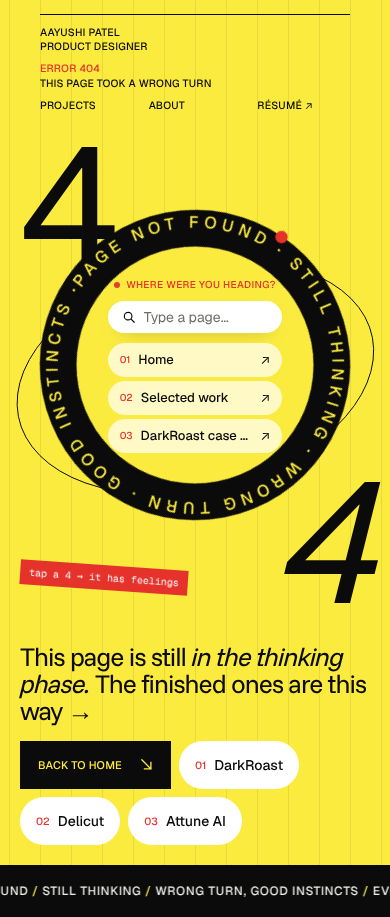 AAYUSHI PATEL
PRODUCT DESIGNER
ERROR 404
THIS PAGE TOOK A WRONG TURN
PROJECTS ABOUT RÉSUMÉ ↗
4
PAGE NOT FOUND · STILL THINKING · WRONG TURN · GOOD INSTINCTS ·
WHERE WERE YOU HEADING?
Type a page...
01 Home ↗
02 Selected work ↗
03 DarkRoast case ... ↗
4
tap a 4 → it has feelings
This page is still in the thinking
phase. The finished ones are this
way →
BACK TO HOME ↘
01 DarkRoast
02 Delicut
03 Attune AI
UND / STILL THINKING / WRONG TURN, GOOD INSTINCTS / EV